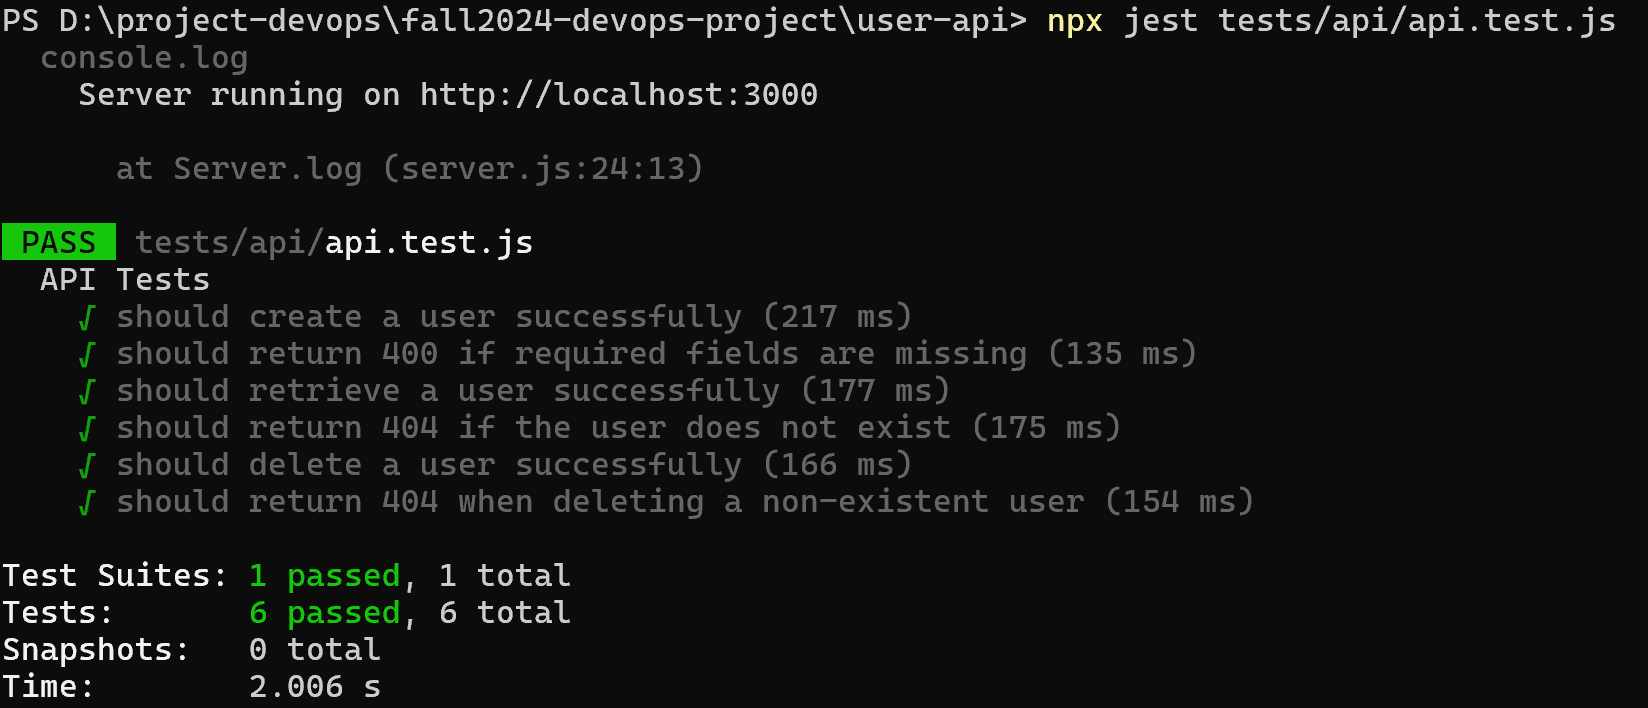 PS D:\project-devops\fall2024-devops-project\user-api> npx jest tests/api/api.test.js
console.log
Server running on http://localhost:3000
at Server.log (server.js:24:13)
PASS tests/api/api.test.js
API Tests
√ should create a user successfully (217 ms)
√ should return 400 if required fields are missing (135 ms)
√ should retrieve a user successfully (177 ms)
√ should return 404 if the user does not exist (175 ms)
√ should delete a user successfully (166 ms)
√ should return 404 when deleting a non-existent user (154 ms)
Test Suites: 1 passed, 1 total
Tests: 6 passed, 6 total
Snapshots: 0 total
Time: 2.006 s